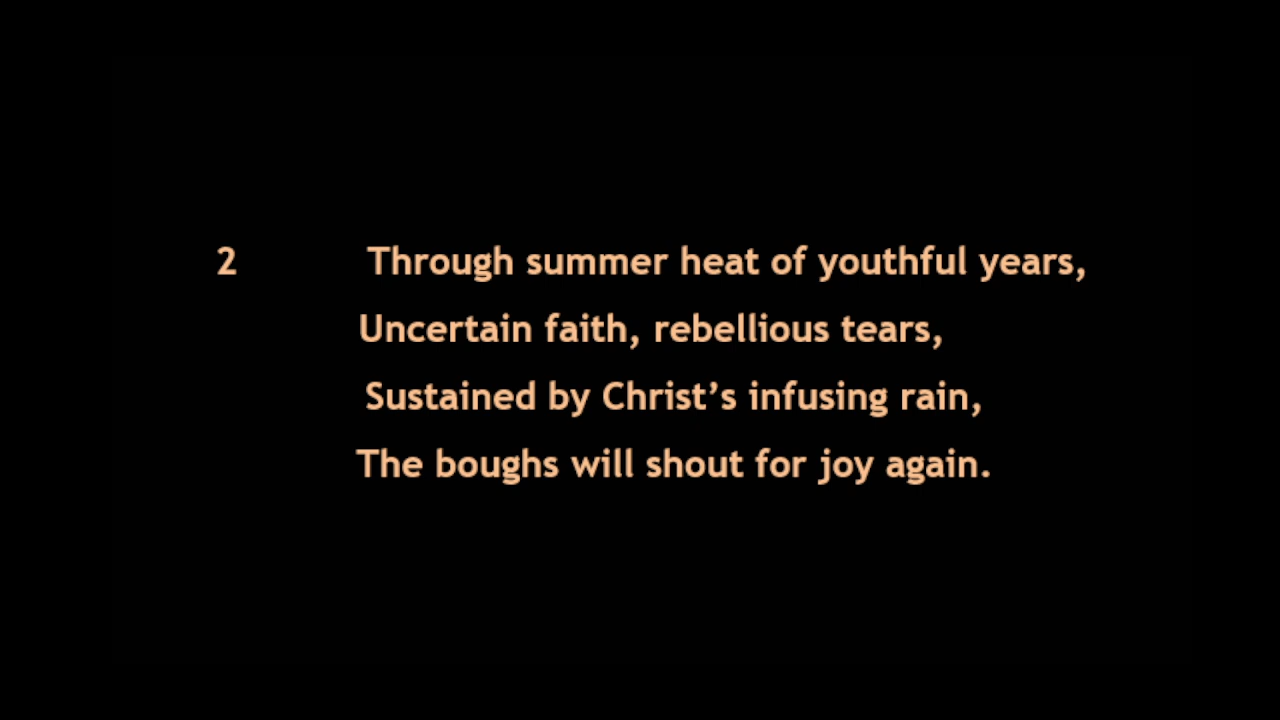 2 Through summer heat of youthful years,
Uncertain faith, rebellious tears,
Sustained by Christ’s infusing rain,
The boughs will shout for joy again.